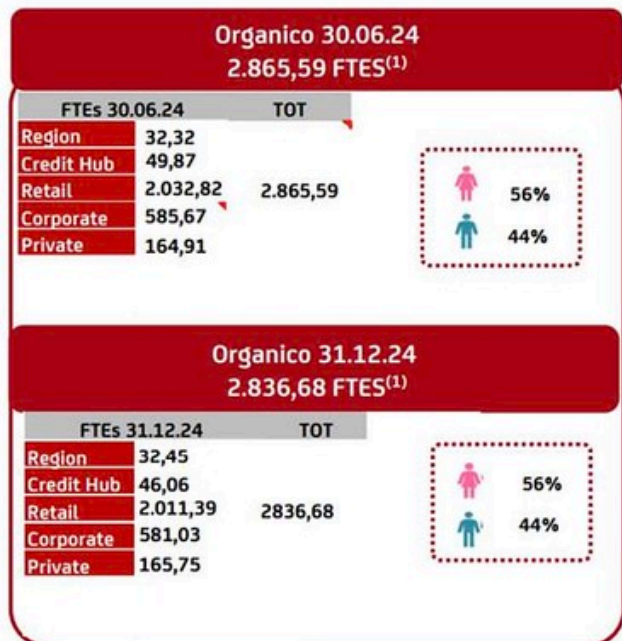 Organico 30.06.24
2.865,59 FTES(1)
FTEs 30.06.24 TOT
Region 32,32
Credit Hub 49,87
Retail 2.032,82 2.865,59
Corporate 585,67
Private 164,91
56%
44%
Organico 31.12.24
2.836,68 FTES(1)
FTEs 31.12.24 TOT
Region 32,45
Credit Hub 46,06
Retail 2.011,39 2836,68
Corporate 581,03
Private 165,75
56%
44%